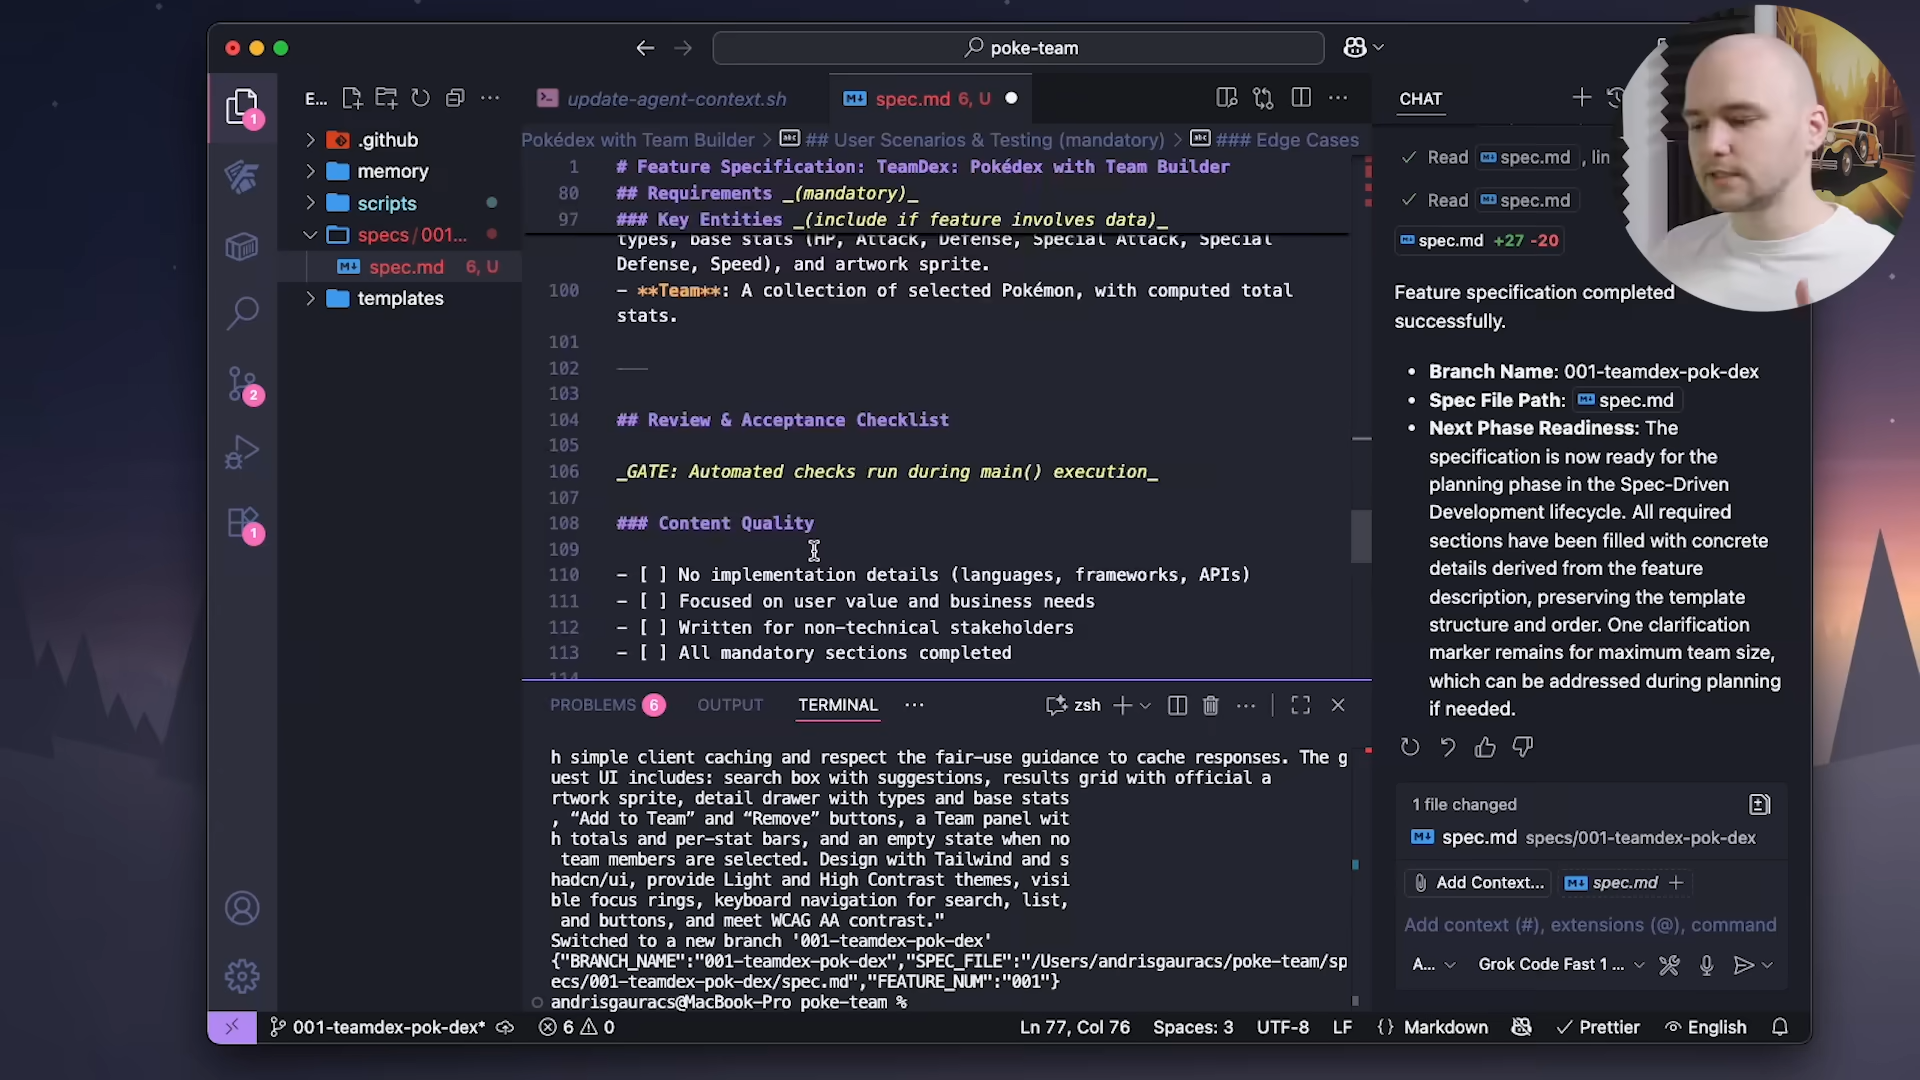 poke-team
E...
.github
memory
scripts
specs/001...
spec.md 6, U
templates
1
2
1
update-agent-context.sh
spec.md 6, U
Pokédex with Team Builder > ## User Scenarios & Testing (mandatory) > ### Edge Cases
1 # Feature Specification: TeamDex: Pokédex with Team Builder
80 ## Requirements _(mandatory)_
97 ### Key Entities _(include if feature involves data)_
types, base stats (HP, Attack, Defense, Special Attack, Special
Defense, Speed), and artwork sprite.
100 - **Team**: A collection of selected Pokémon, with computed total
stats.
101
102 ---
103
104 ## Review & Acceptance Checklist
105
106 _GATE: Automated checks run during main() execution_
107
108 ### Content Quality
109
110 - [ ] No implementation details (languages, frameworks, APIs)
111 - [ ] Focused on user value and business needs
112 - [ ] Written for non-technical stakeholders
113 - [ ] All mandatory sections completed
114
PROBLEMS 6 OUTPUT TERMINAL ... zsh
h simple client caching and respect the fair-use guidance to cache responses. The g
uest UI includes: search box with suggestions, results grid with official a
rtwork sprite, detail drawer with types and base stats
, “Add to Team” and “Remove” buttons, a Team panel wit
h totals and per-stat bars, and an empty state when no
team members are selected. Design with Tailwind and s
hadcn/ui, provide Light and High Contrast themes, visi
ble focus rings, keyboard navigation for search, list,
and buttons, and meet WCAG AA contrast."
Switched to a new branch '001-teamdex-pok-dex'
{"BRANCH_NAME":"001-teamdex-pok-dex","SPEC_FILE":"/Users/andrisgauracs/poke-team/sp
ecs/001-teamdex-pok-dex/spec.md","FEATURE_NUM":"001"}
andrisgauracs@MacBook-Pro poke-team %
CHAT
Read spec.md , lin
Read spec.md
spec.md +27 -20
Feature specification completed
successfully.
• Branch Name: 001-teamdex-pok-dex
• Spec File Path: spec.md
• Next Phase Readiness: The
specification is now ready for the
planning phase in the Spec-Driven
Development lifecycle. All required
sections have been filled with concrete
details derived from the feature
description, preserving the template
structure and order. One clarification
marker remains for maximum team size,
which can be addressed during planning
if needed.
1 file changed
spec.md specs/001-teamdex-pok-dex
Add Context... spec.md +
Add context (#), extensions (@), command
A... Grok Code Fast 1 ...
001-teamdex-pok-dex* 6 0 Ln 77, Col 76 Spaces: 3 UTF-8 LF {} Markdown Prettier English